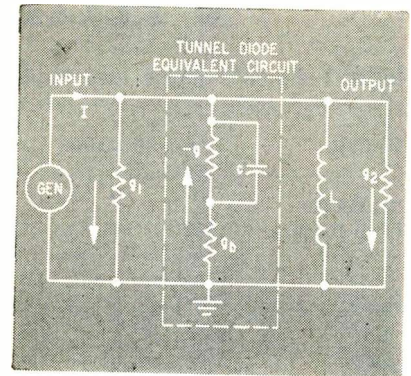 TUNNEL DIODE
EQUIVALENT CIRCUIT
INPUT
OUTPUT
I
-g
c
g1
g2
GEN
L
gb